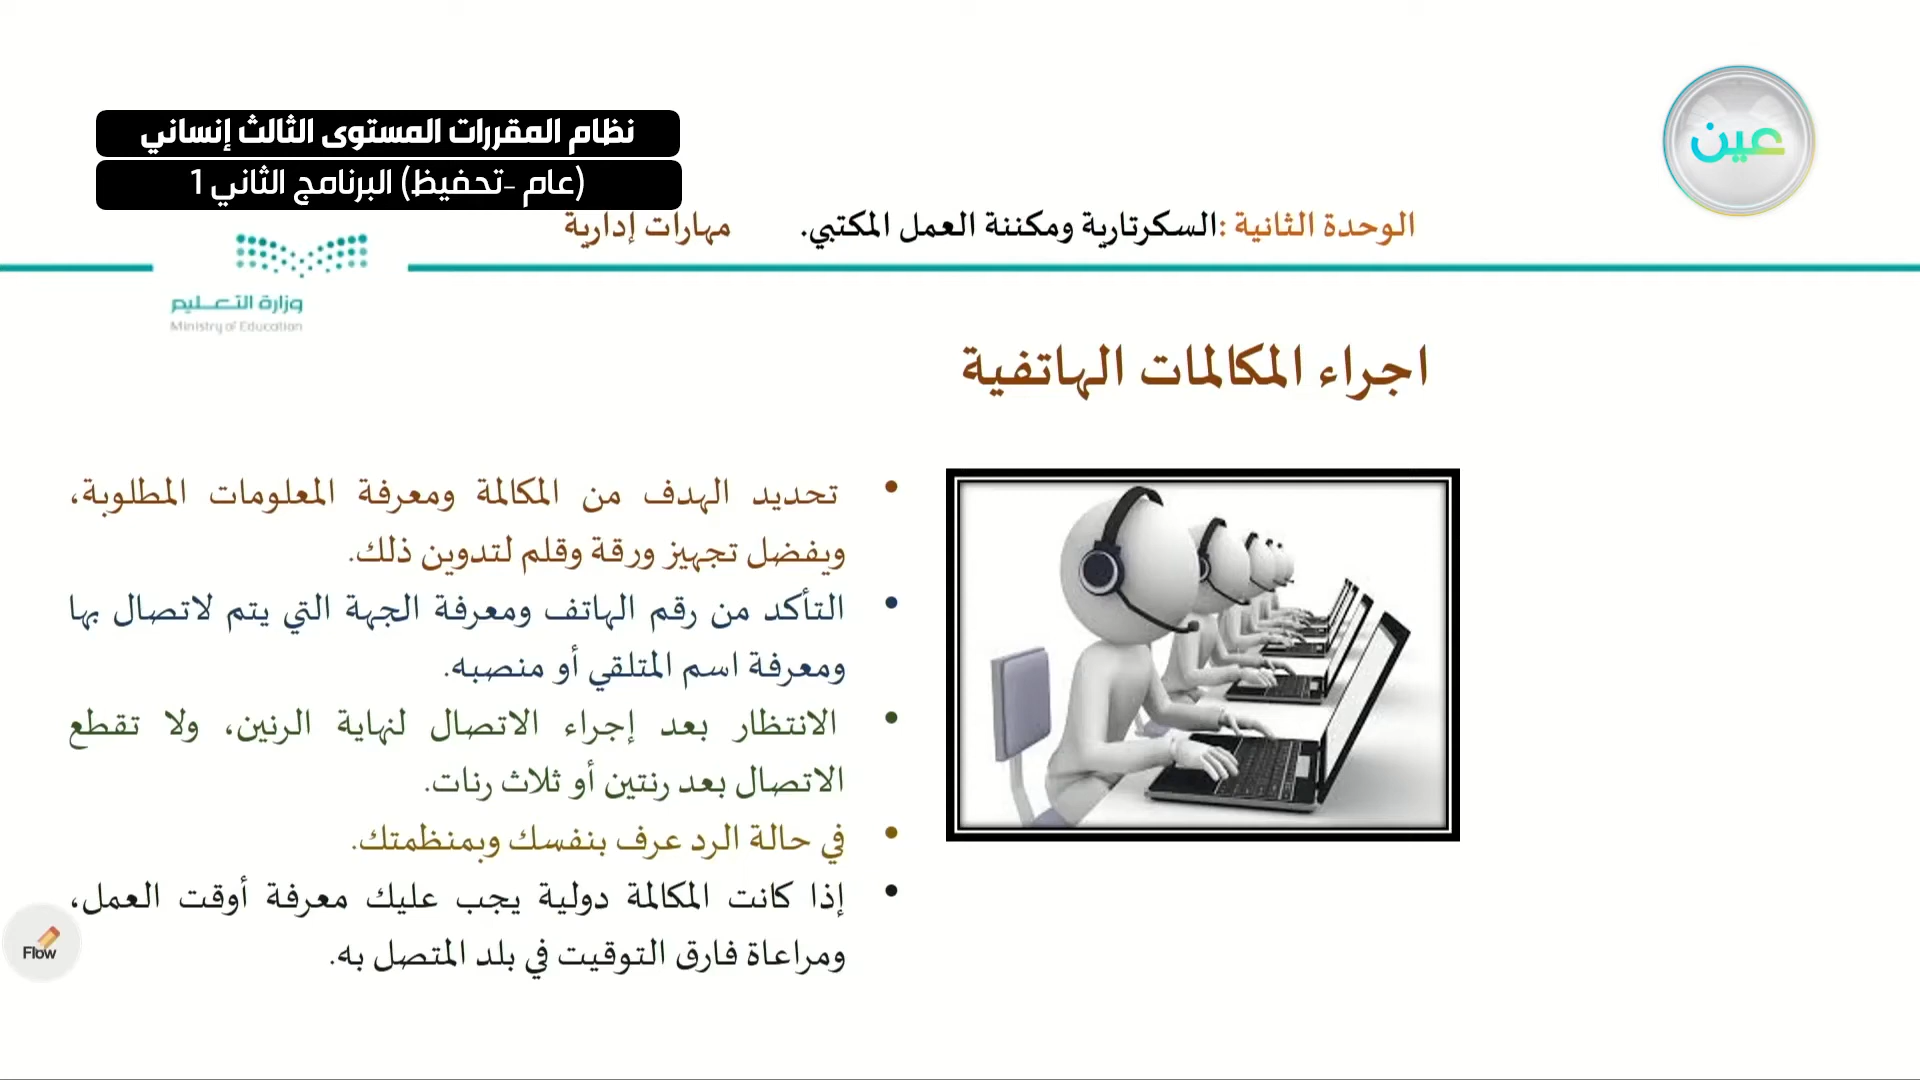 نظام المقررات المستوى الثالث إنساني
(عام -تحفيظ) البرنامج الثاني 1
عين
الوحدة الثانية :السكرتارية ومكننة العمل المكتبي. مهارات إدارية
وزارة التعليم
Ministry of Education
اجراء المكالمات الهاتفية
• تحديد الهدف من المكالمة ومعرفة المعلومات المطلوبة،
ويفضل تجهيز ورقة وقلم لتدوين ذلك.
• التأكد من رقم الهاتف ومعرفة الجهة التي يتم لاتصال بها
ومعرفة اسم المتلقي أو منصبه.
• الانتظار بعد إجراء الاتصال لنهاية الرنين، ولا تقطع
الاتصال بعد رنتين أو ثلاث رنات.
• في حالة الرد عرف بنفسك وبمنظمتك.
• إذا كانت المكالمة دولية يجب عليك معرفة أوقت العمل،
ومراعاة فارق التوقيت في بلد المتصل به.
Flow